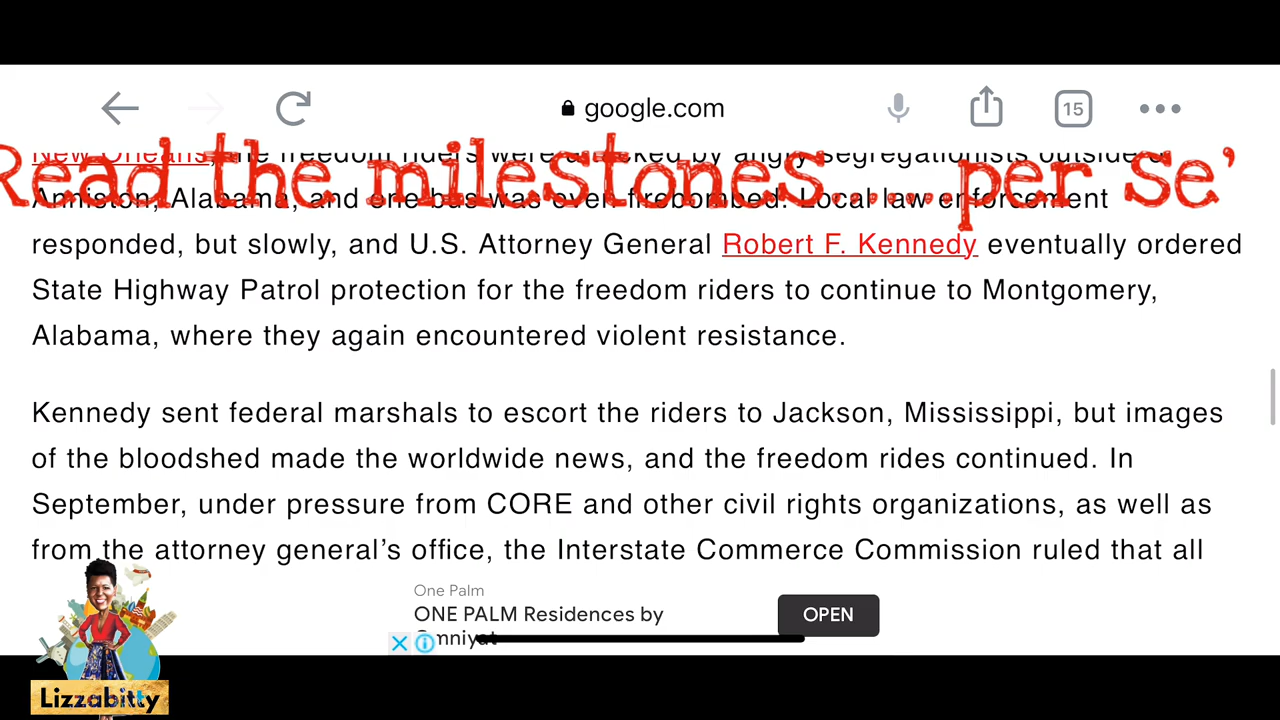 google.com
15
Read the milestones......per se’
New Orleans, the freedom riders were attacked by angry segregationists outside
Anniston, Alabama, and one bus was even firebombed. Local law enforcement
responded, but slowly, and U.S. Attorney General Robert F. Kennedy eventually ordered
State Highway Patrol protection for the freedom riders to continue to Montgomery,
Alabama, where they again encountered violent resistance.
Kennedy sent federal marshals to escort the riders to Jackson, Mississippi, but images
of the bloodshed made the worldwide news, and the freedom rides continued. In
September, under pressure from CORE and other civil rights organizations, as well as
from the attorney general’s office, the Interstate Commerce Commission ruled that all
One Palm
ONE PALM Residences by
Omniyat
OPEN
Lizzabitty